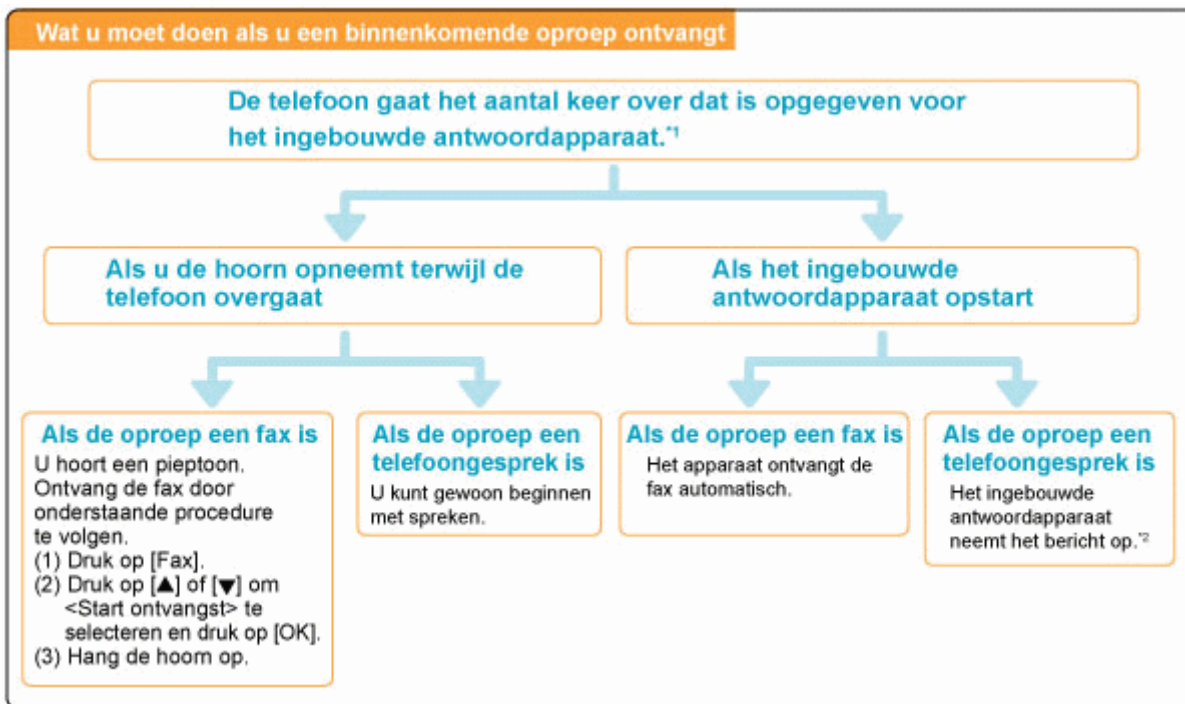 Wat u moet doen als u een binnenkomende oproep ontvangt
De telefoon gaat het aantal keer over dat is opgegeven voor
het ingebouwde antwoordapparaat.*1
Als u de hoorn opneemt terwijl de
telefoon overgaat
Als het ingebouwde
antwoordapparaat opstart
Als de oproep een fax is
U hoort een pieptoon.
Ontvang de fax door
onderstaande procedure
te volgen.
(1) Druk op [Fax].
(2) Druk op [▲] of [▼] om
<Start ontvangst> te
selecteren en druk op [OK].
(3) Hang de hoorn op.
Als de oproep een
telefoongesprek is
U kunt gewoon beginnen
met spreken.
Als de oproep een fax is
Het apparaat ontvangt de
fax automatisch.
Als de oproep een
telefoongesprek is
Het ingebouwde
antwoordapparaat
neemt het bericht op.*2